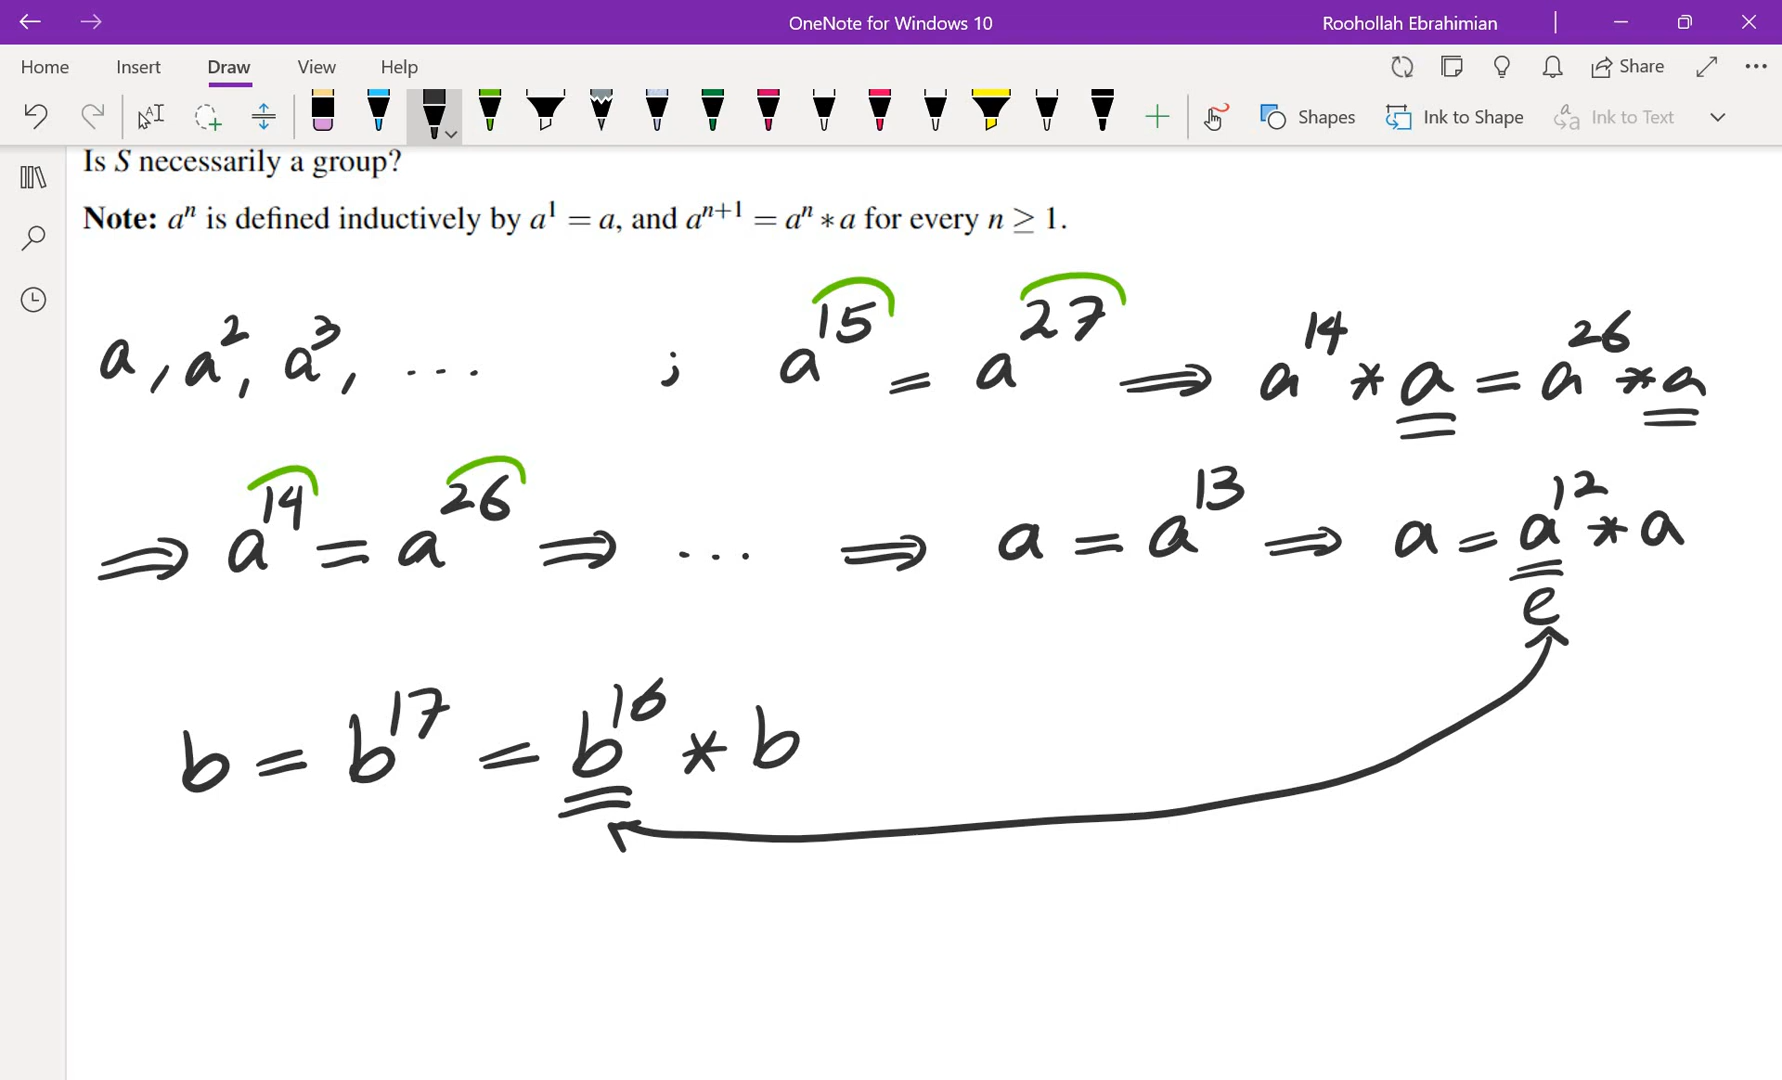 OneNote for Windows 10
Roohollah Ebrahimian
Home Insert Draw View Help
Share
Shapes Ink to Shape Ink to Text
Is S necessarily a group?
Note: aⁿ is defined inductively by a¹ = a, and aⁿ⁺¹ = aⁿ ∗ a for every n ≥ 1.
a, a², a³, ... ; a¹⁵ = a²⁷ ⟹ a¹⁴ * a = a²⁶ * a
⟹ a¹⁴ = a²⁶ ⟹ ... ⟹ a = a¹³ ⟹ a = a¹² * a
e
b = b¹⁷ = b¹⁶ * b